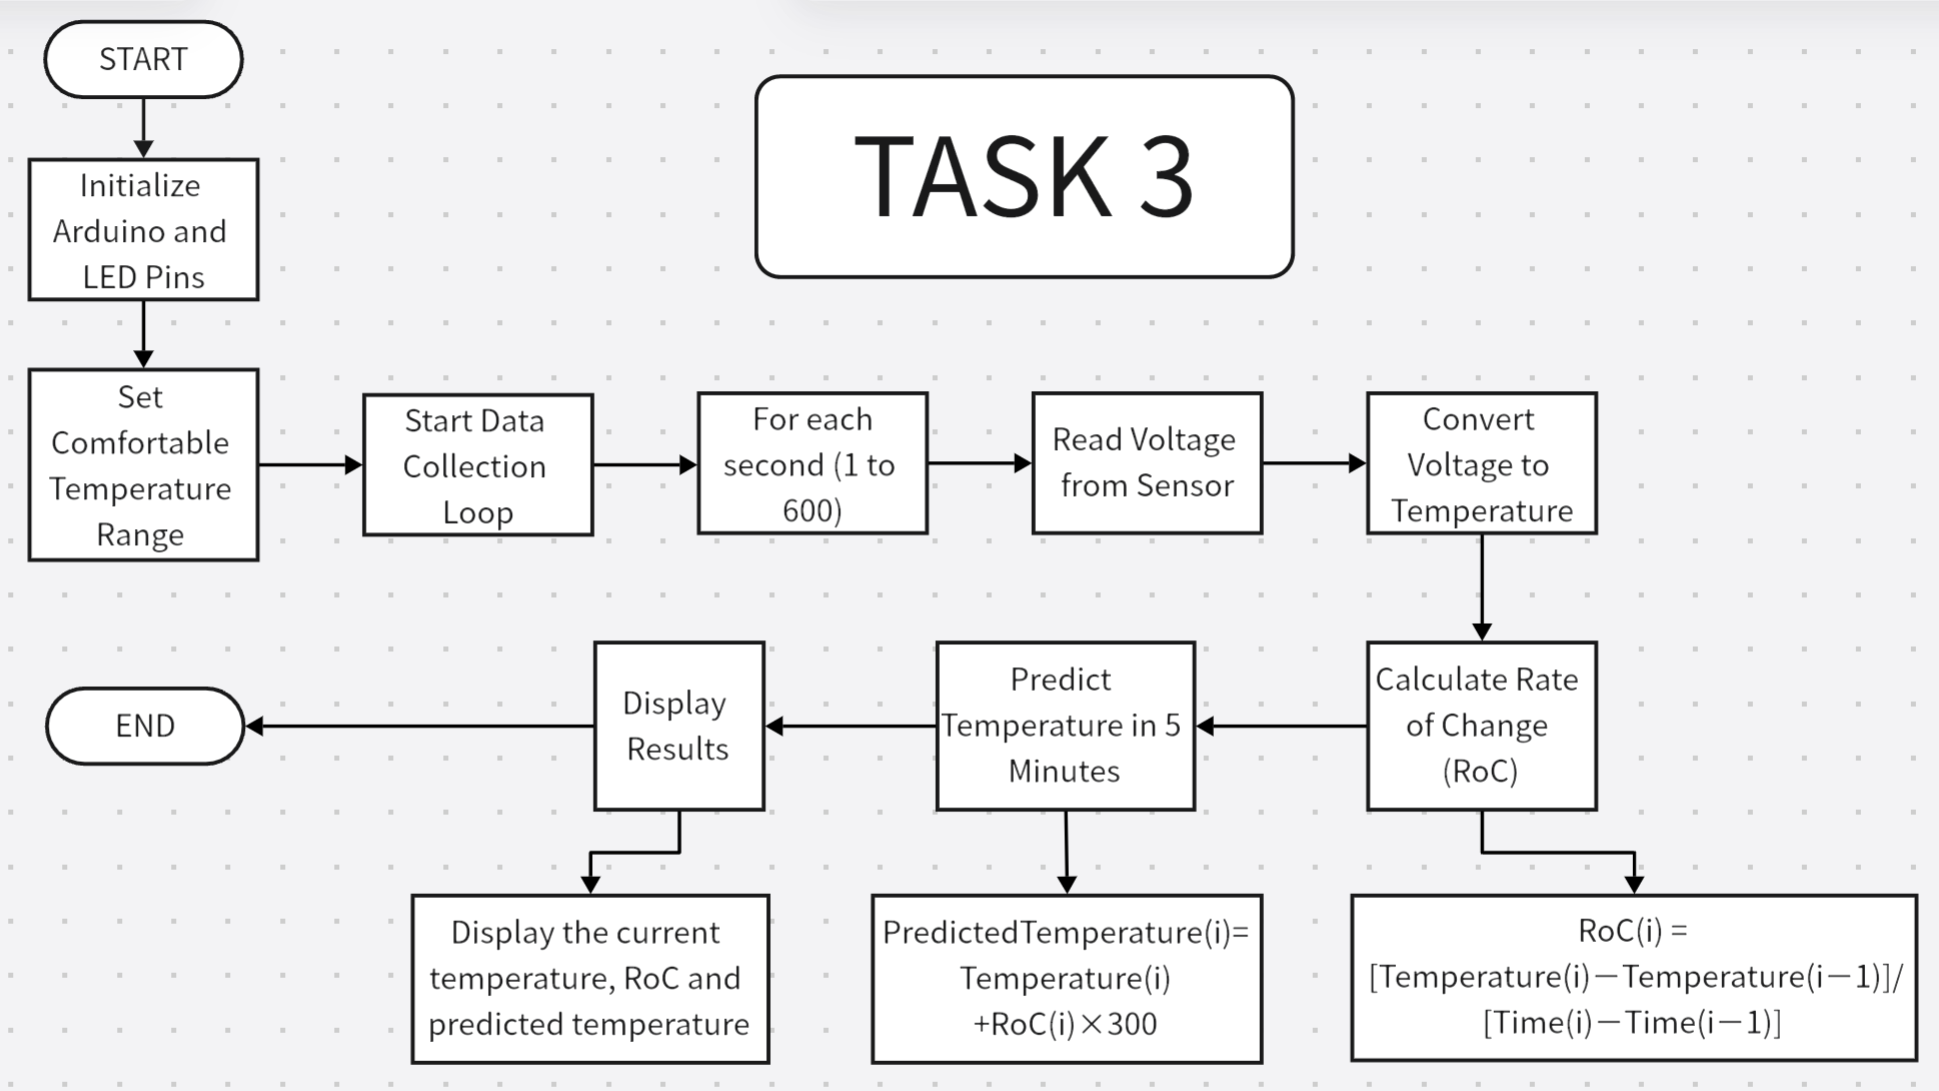 START
TASK 3
Initialize
Arduino and
LED Pins
Set
Comfortable
Temperature
Range
Start Data
Collection
Loop
For each
second (1 to
600)
Read Voltage
from Sensor
Convert
Voltage to
Temperature
Calculate Rate
of Change
(RoC)
Predict
Temperature in 5
Minutes
Display
Results
END
RoC(i) =
[Temperature(i)−Temperature(i−1)]/
[Time(i)−Time(i−1)]
PredictedTemperature(i)=
Temperature(i)
+RoC(i)×300
Display the current
temperature, RoC and
predicted temperature